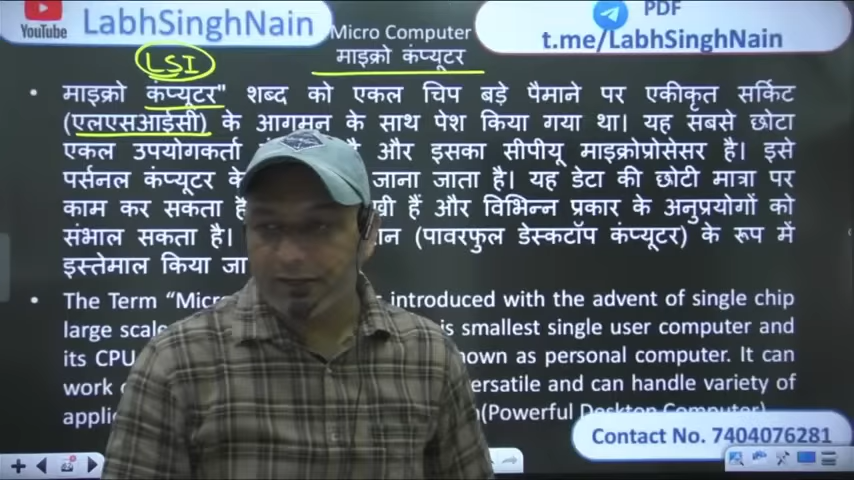 YouTube
LabhSinghNain
Micro Computer
PDF
t.me/LabhSinghNain
माइक्रो कंप्यूटर
LSI
• माइक्रो कंप्यूटर" शब्द को एकल चिप बड़े पैमाने पर एकीकृत सर्किट
(एलएसआईसी) के आगमन के साथ पेश किया गया था। यह सबसे छोटा
एकल उपयोगकर्ता है और इसका सीपीयू माइक्रोप्रोसेसर है। इसे
पर्सनल कंप्यूटर जाना जाता है। यह डेटा की छोटी मात्रा पर
काम कर सकता हैं और विभिन्न प्रकार के अनुप्रयोगों को
संभाल सकता है। (पावरफुल डेस्कटॉप कंप्यूटर) के रूप में
इस्तेमाल किया
• The Term introduced with the advent of single chip
large scale is smallest single user computer and
its CPU as personal computer. It can
work and can handle variety of
(Powerful Desktop Computer)
Contact No. 7404076281